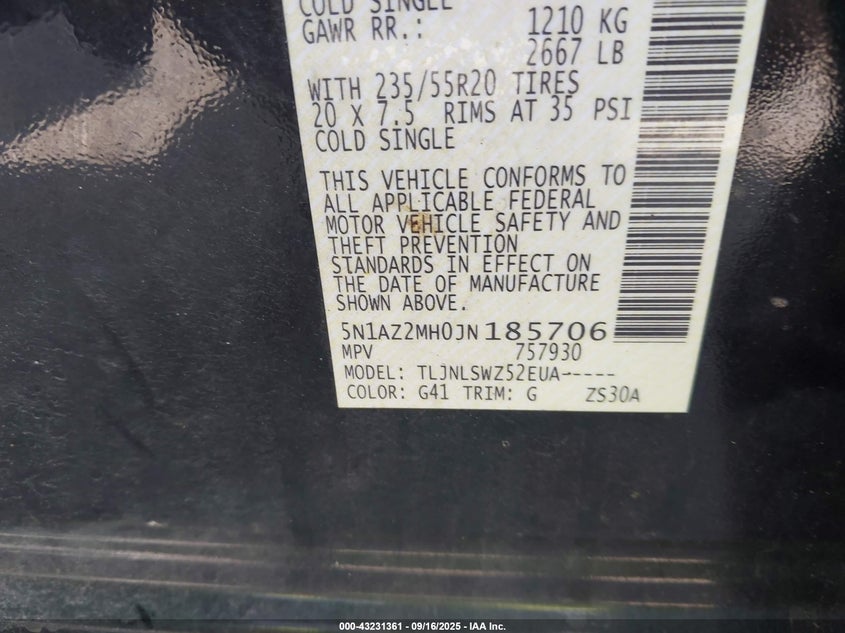 COLD SINGLE
GAWR RR.: 1210 KG
2667 LB
WITH 235/55R20 TIRES
20 X 7.5 RIMS AT 35 PSI
COLD SINGLE
THIS VEHICLE CONFORMS TO
ALL APPLICABLE FEDERAL
MOTOR VEHICLE SAFETY AND
THEFT PREVENTION
STANDARDS IN EFFECT ON
THE DATE OF MANUFACTURE
SHOWN ABOVE.
5N1AZ2MH0JN185706
MPV 757930
MODEL: TLJNLSWZ52EUA-----
COLOR: G41 TRIM: G ZS30A
000-43231361 - 09/16/2025 - IAA Inc.